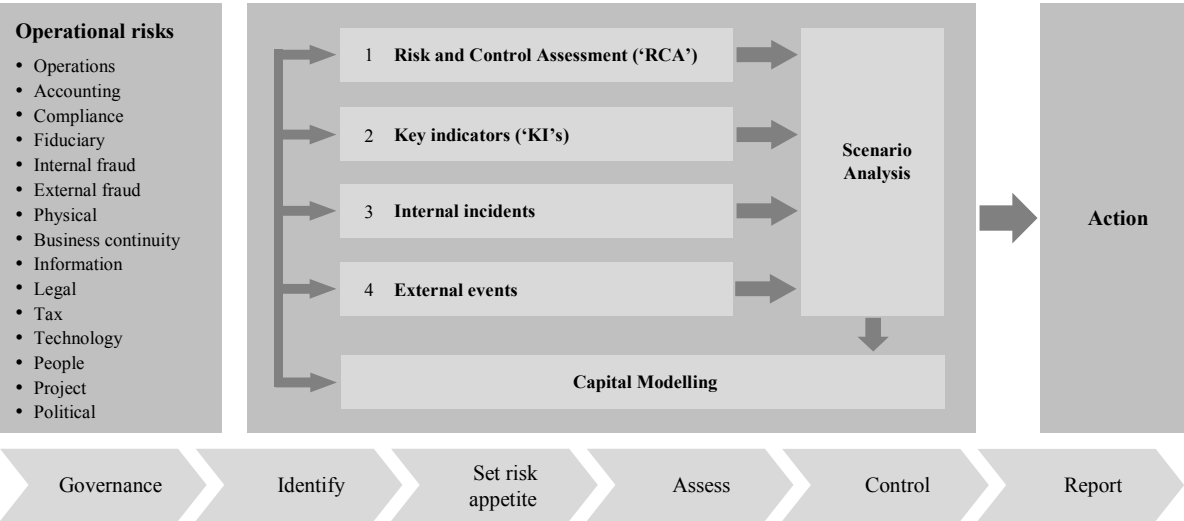 Operational risks
• Operations
• Accounting
• Compliance
• Fiduciary
• Internal fraud
• External fraud
• Physical
• Business continuity
• Information
• Legal
• Tax
• Technology
• People
• Project
• Political
1 Risk and Control Assessment (‘RCA’)
2 Key indicators (‘KI’s)
3 Internal incidents
4 External events
Scenario
Analysis
Capital Modelling
Action
Governance
Identify
Set risk
appetite
Assess
Control
Report